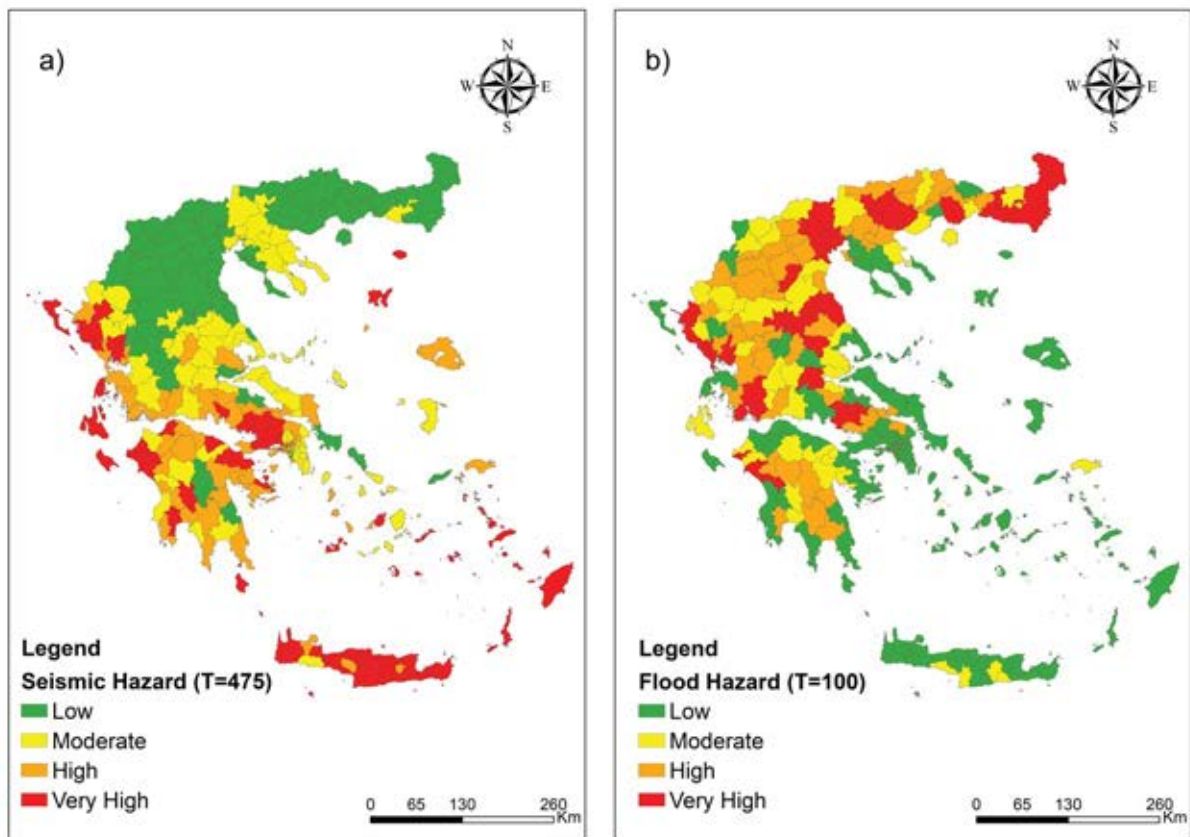 a)
N
W E
S
Legend
Seismic Hazard (T=475)
Low
Moderate
High
Very High
0 65 130 260
Km
b)
N
W E
S
Legend
Flood Hazard (T=100)
Low
Moderate
High
Very High
0 65 130 260
Km